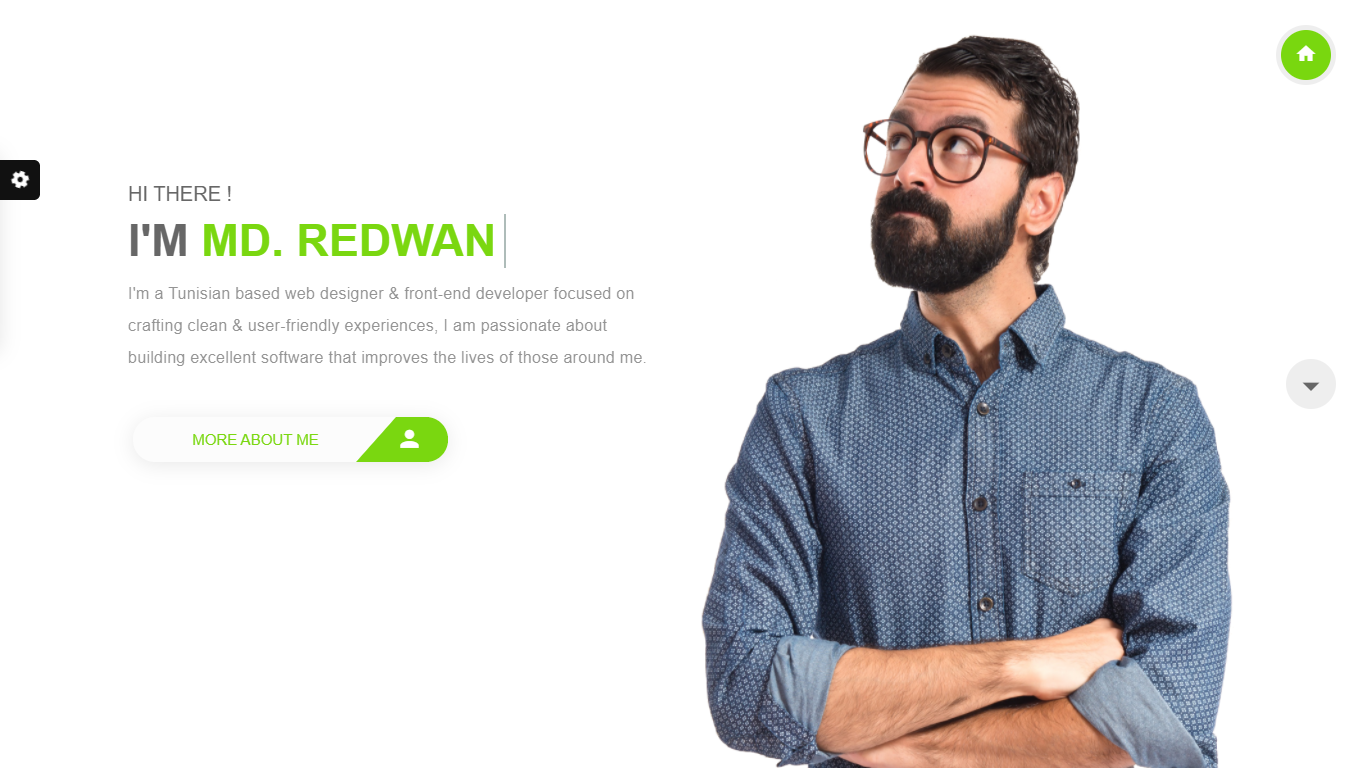 HI THERE !
I'M MD. REDWAN
I'm a Tunisian based web designer & front-end developer focused on
crafting clean & user-friendly experiences, I am passionate about
building excellent software that improves the lives of those around me.
MORE ABOUT ME